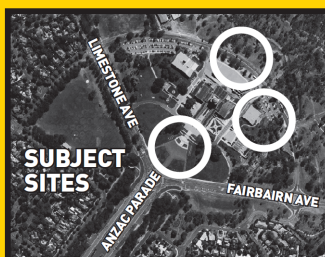 LIMESTONE AVE
SUBJECT
SITES
ANZAC PARADE
FAIRBAIRN AVE